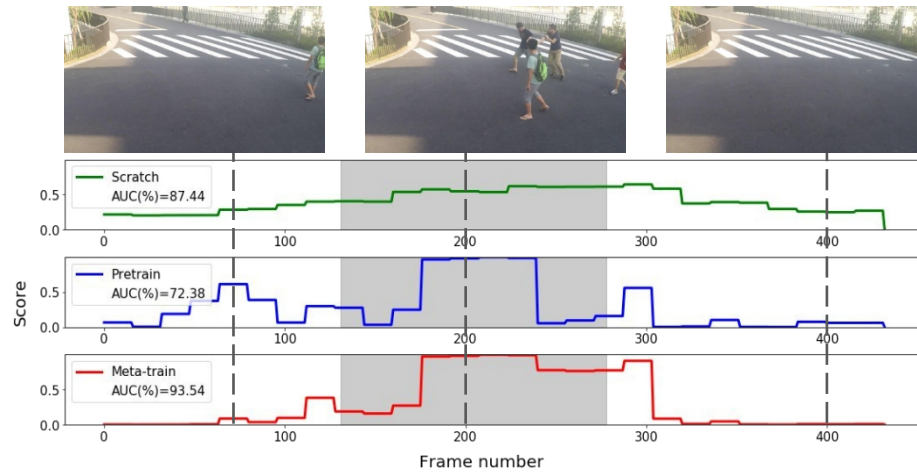 Scratch
AUC(%)=87.44
0.5
0.0
0 100 200 300 400
Pretrain
AUC(%)=72.38
0.5
0.0
0 100 200 300 400
Score
Meta-train
AUC(%)=93.54
0.5
0.0
0 100 200 300 400
Frame number